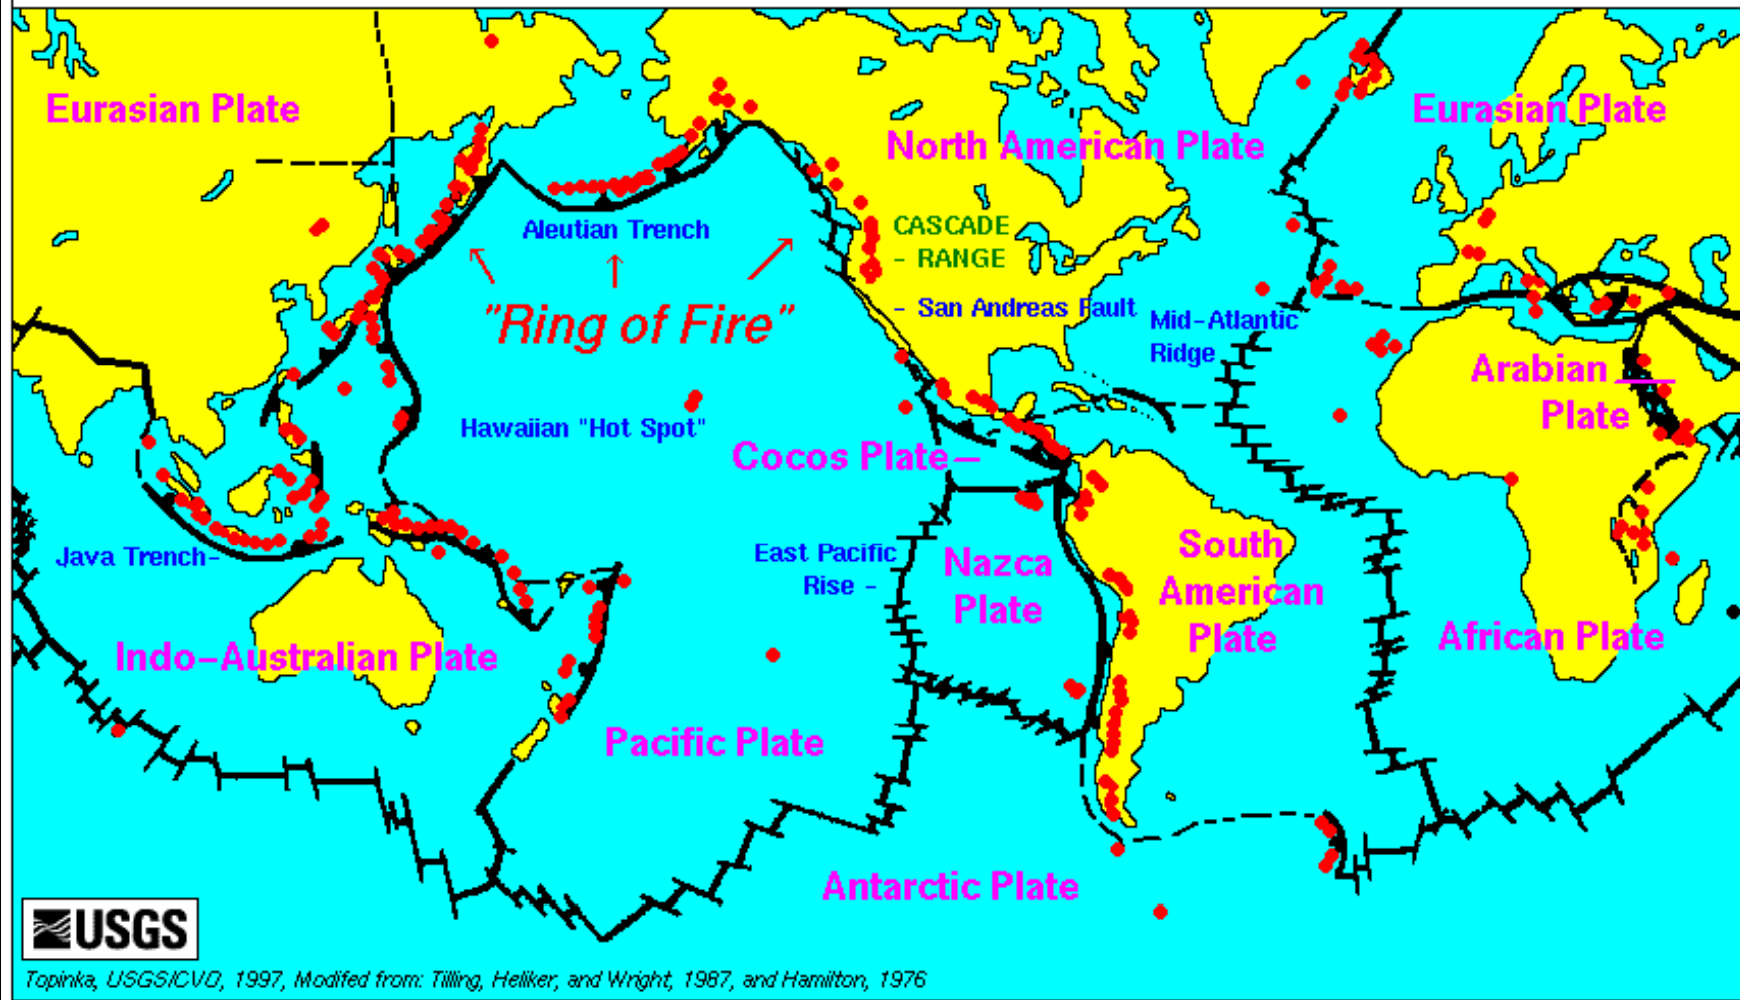 Eurasian Plate
Eurasian Plate
North American Plate
Aleutian Trench
CASCADE
- RANGE
"Ring of Fire"
- San Andreas Fault
Mid-Atlantic
Ridge
Arabian
Plate
Hawaiian "Hot Spot"
Cocos Plate
Java Trench-
East Pacific
Rise -
Nazca
Plate
South
American
Plate
Indo-Australian Plate
African Plate
Pacific Plate
Antarctic Plate
USGS
Topinka, USGS/CVO, 1997, Modifed from: Tilling, Heliker, and Wright, 1987, and Hamilton, 1976